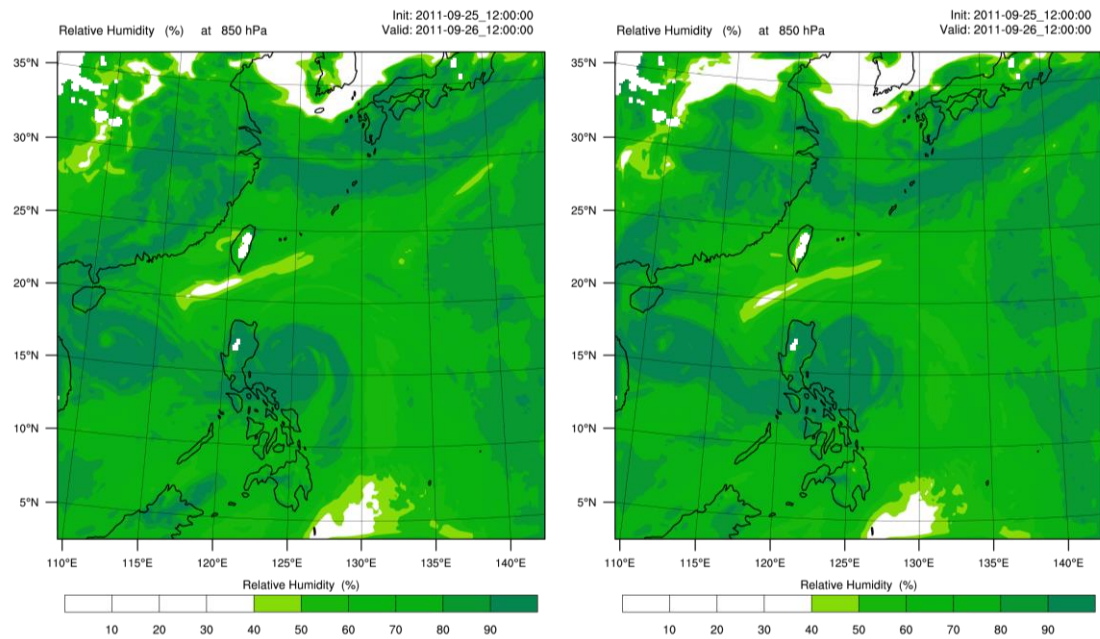 Init: 2011-09-25_12:00:00
Relative Humidity (%) at 850 hPa Valid: 2011-09-26_12:00:00
35°N
30°N
25°N
20°N
15°N
10°N
5°N
110°E 115°E 120°E 125°E 130°E 135°E 140°E
Relative Humidity (%)
10 20 30 40 50 60 70 80 90
Init: 2011-09-25_12:00:00
Relative Humidity (%) at 850 hPa Valid: 2011-09-26_12:00:00
35°N
30°N
25°N
20°N
15°N
10°N
5°N
110°E 115°E 120°E 125°E 130°E 135°E 140°E
Relative Humidity (%)
10 20 30 40 50 60 70 80 90